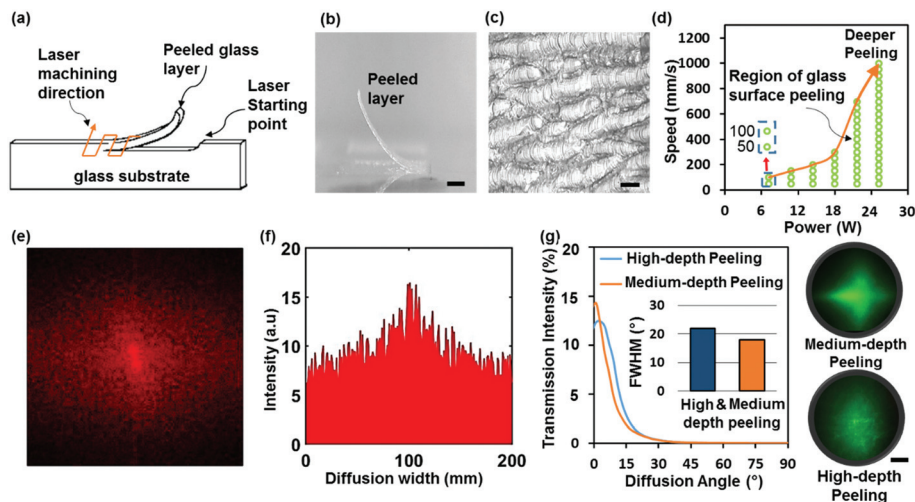 (a)
Laser
machining
direction
Peeled glass
layer
Laser
Starting
point
glass substrate
(b)
Peeled
layer
(c)
(d)
Speed (mm/s)
1200
1000
800
600
400
200
0
0
6
12
18
24
30
Power (W)
Deeper
Peeling
Region of glass
surface peeling
100
50
(e)
(f)
Intensity (a.u)
20
15
10
5
0
0
100
200
Diffusion width (mm)
(g)
Transmission Intensity (%)
20
15
10
5
0
0
15
30
45
60
75
90
Diffusion Angle (°)
High-depth Peeling
Medium-depth Peeling
FWHM (°)
30
20
10
0
High & Medium
depth peeling
Medium-depth
Peeling
High-depth
Peeling